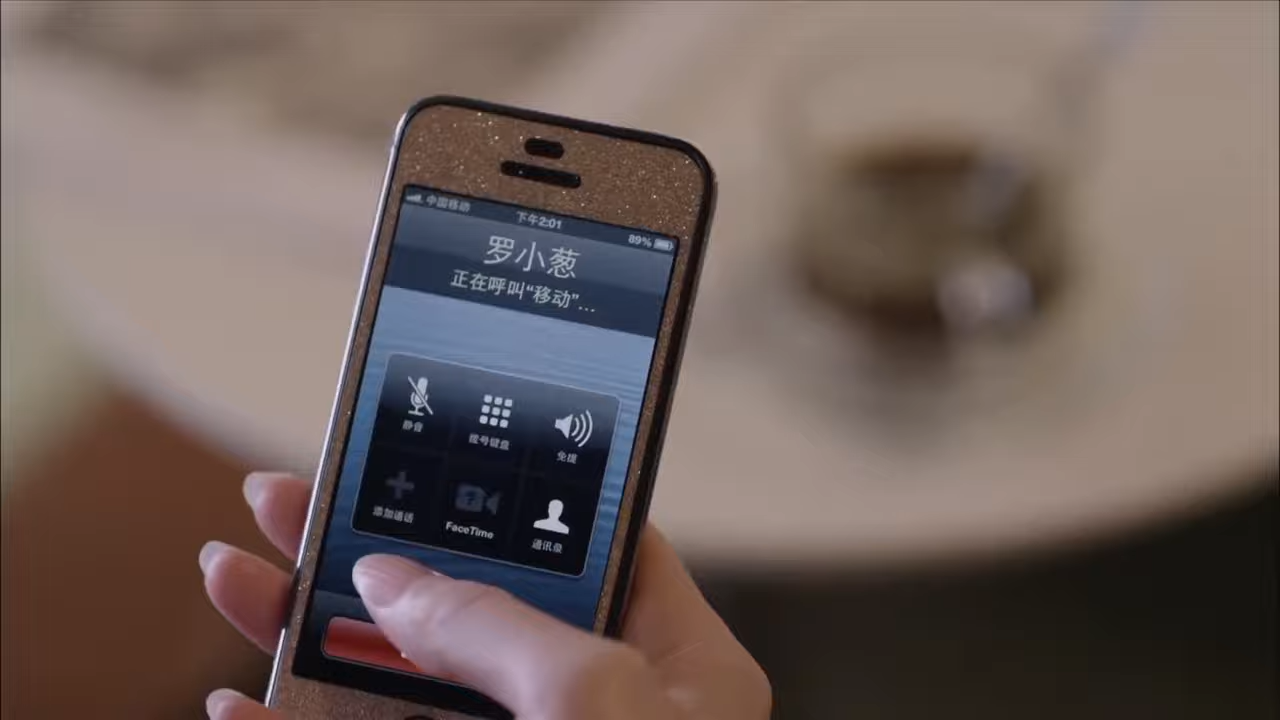 中国移动 下午2:01 89%
罗小葱
正在呼叫“移动”...
静音 拨号键盘 免提
添加通话 FaceTime 通讯录